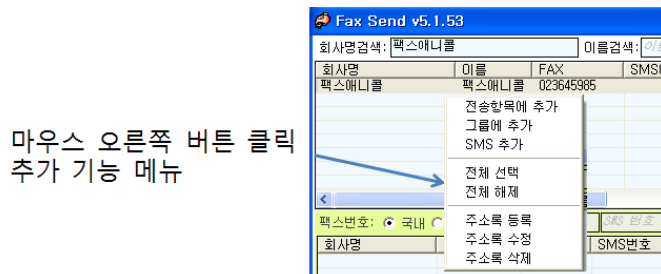 Fax Send v5.1.53
회사명검색: 팩스애니콜 이름검색:
회사명 이름 FAX
팩스애니콜 팩스애니콜 023645985
전송항목에 추가
그룹에 추가
SMS 추가
마우스 오른쪽 버튼 클릭
추가 기능 메뉴
전체 선택
전체 해제
팩스번호: 국내
SMS 번호
주소록 등록
회사명 SMS번호
주소록 수정
주소록 삭제